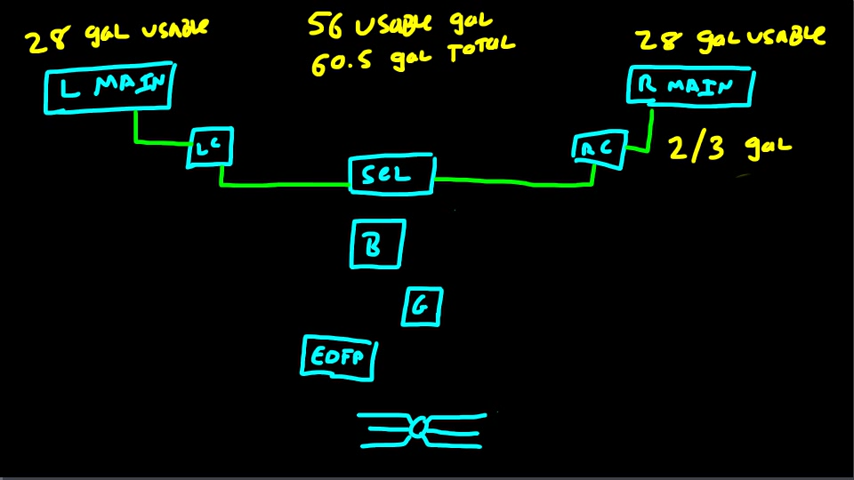 28 gal usable
56 usable gal
60.5 gal Total
28 gal usable
L MAIN
R MAIN
LC
RC
2/3 gal
SEL
B
G
EDFP